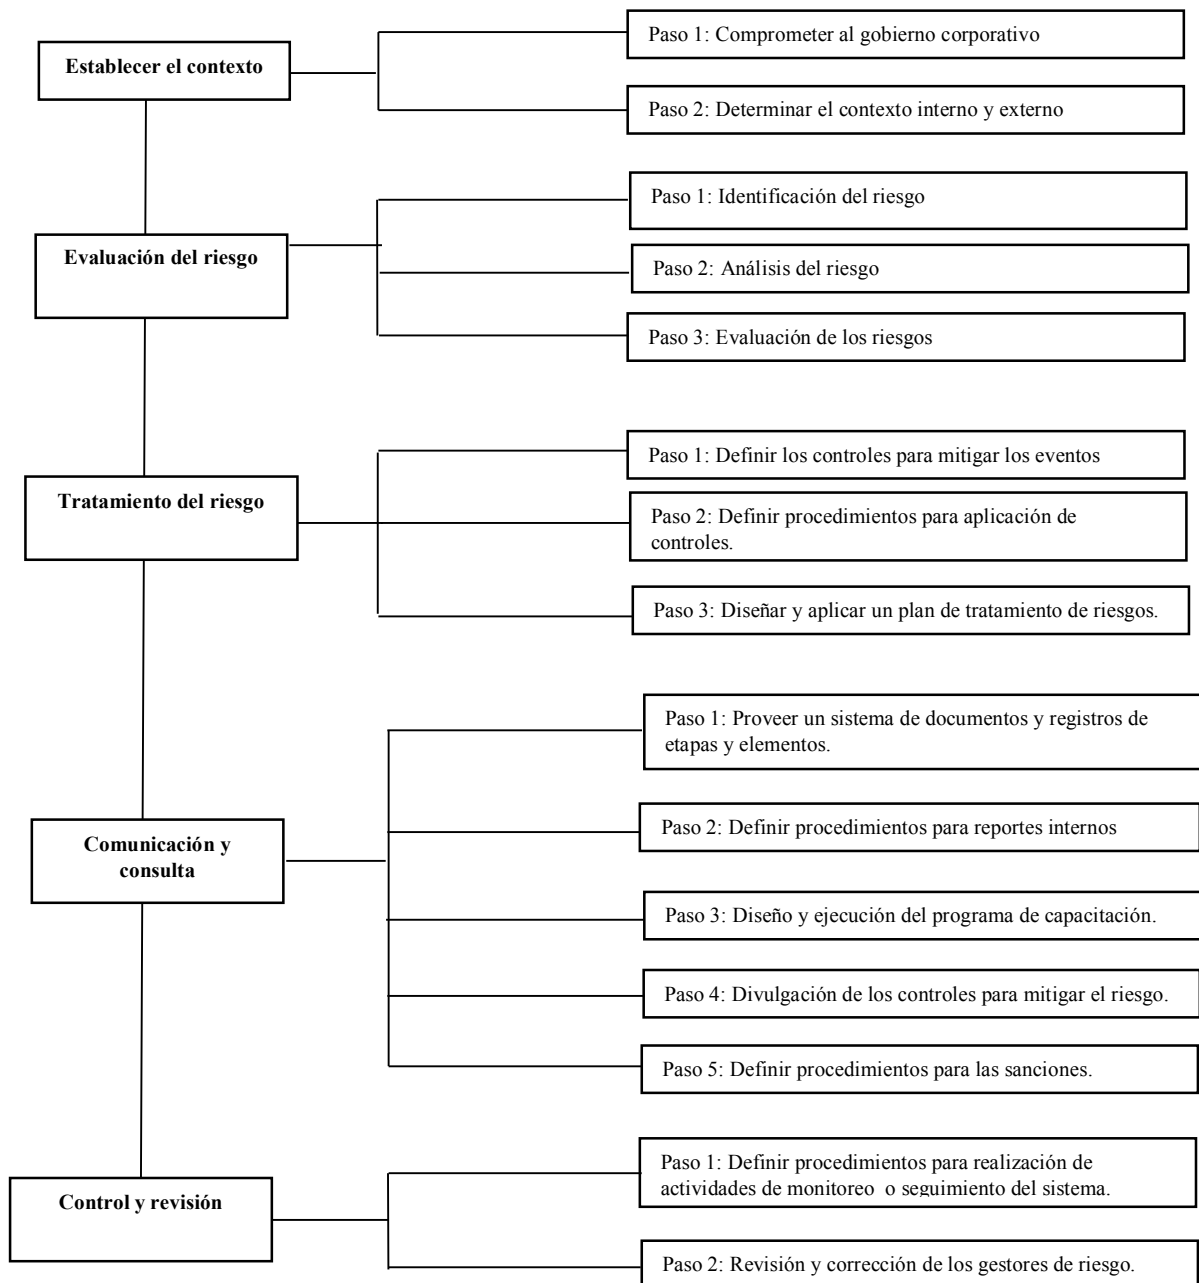 Establecer el contexto
Paso 1: Comprometer al gobierno corporativo
Paso 2: Determinar el contexto interno y externo
Evaluación del riesgo
Paso 1: Identificación del riesgo
Paso 2: Análisis del riesgo
Paso 3: Evaluación de los riesgos
Tratamiento del riesgo
Paso 1: Definir los controles para mitigar los eventos
Paso 2: Definir procedimientos para aplicación de
controles.
Paso 3: Diseñar y aplicar un plan de tratamiento de riesgos.
Comunicación y
consulta
Paso 1: Proveer un sistema de documentos y registros de
etapas y elementos.
Paso 2: Definir procedimientos para reportes internos
Paso 3: Diseño y ejecución del programa de capacitación.
Paso 4: Divulgación de los controles para mitigar el riesgo.
Paso 5: Definir procedimientos para las sanciones.
Control y revisión
Paso 1: Definir procedimientos para realización de
actividades de monitoreo o seguimiento del sistema.
Paso 2: Revisión y corrección de los gestores de riesgo.